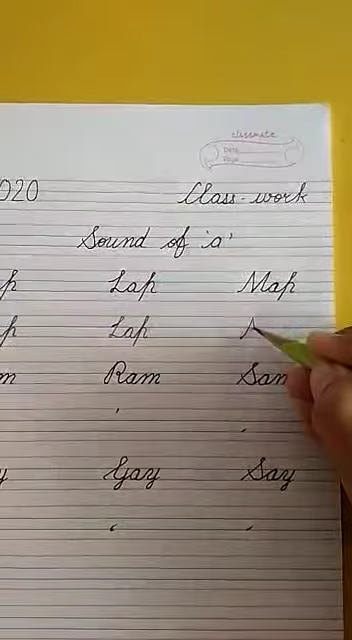 classmate
Date
Page
020 Class-work
Sound of 'a'
p Lap Map
p Lap
m Ram Sam
y Gay Say